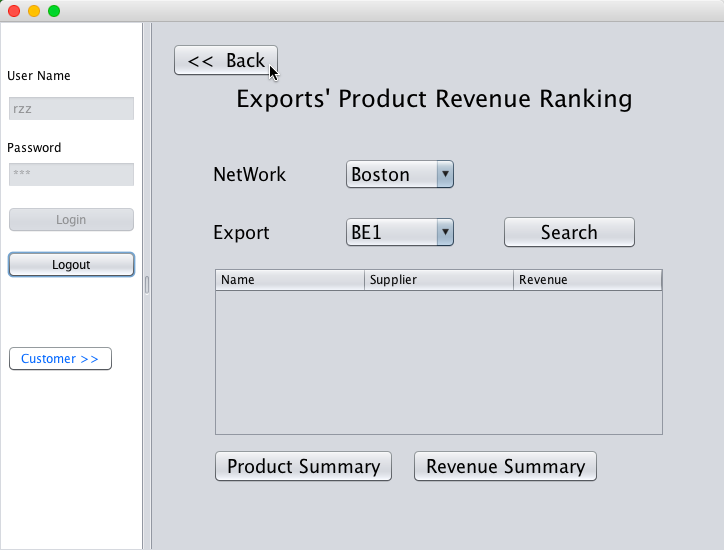 User Name
rzz
Password
***
Login
Logout
Customer >>
<< Back
Exports' Product Revenue Ranking
NetWork Boston
Export BE1 Search
Name Supplier Revenue
Product Summary Revenue Summary